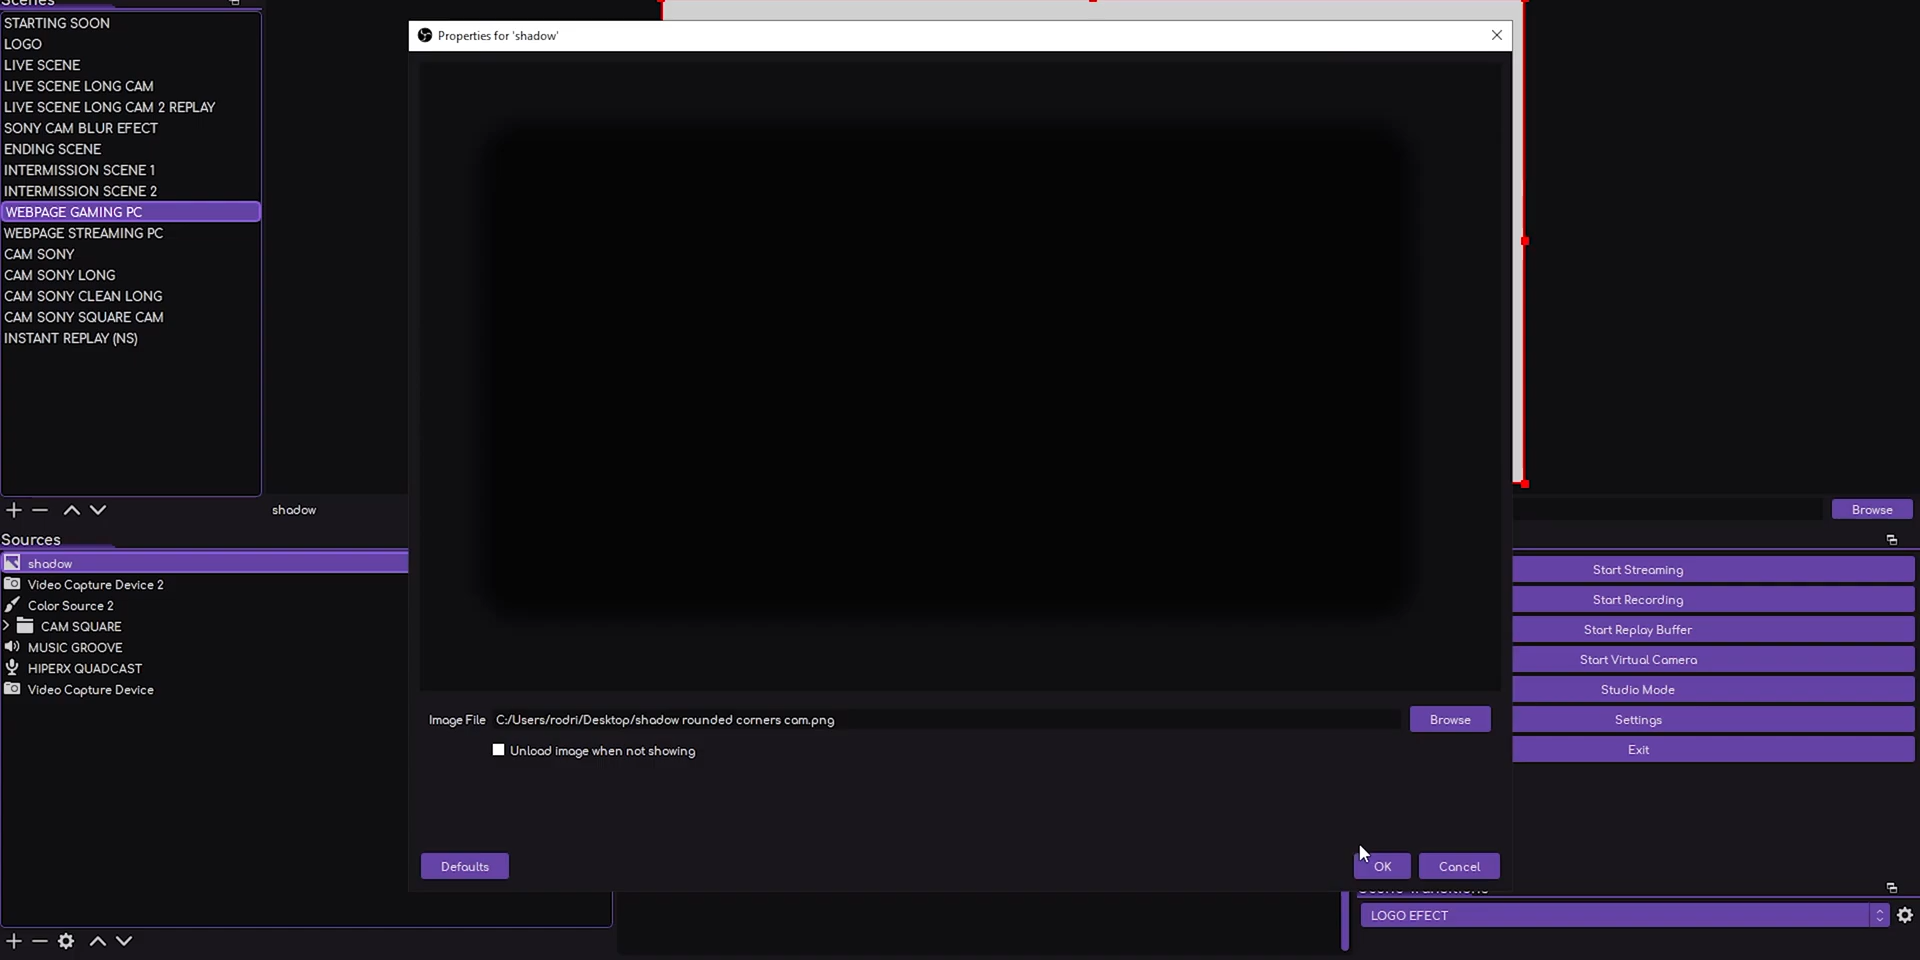 Scenes
STARTING SOON
LOGO
LIVE SCENE
LIVE SCENE LONG CAM
LIVE SCENE LONG CAM 2 REPLAY
SONY CAM BLUR EFECT
ENDING SCENE
INTERMISSION SCENE 1
INTERMISSION SCENE 2
WEBPAGE GAMING PC
WEBPAGE STREAMING PC
CAM SONY
CAM SONY LONG
CAM SONY CLEAN LONG
CAM SONY SQUARE CAM
INSTANT REPLAY (NS)
shadow
Browse
Sources
shadow
Video Capture Device 2
Color Source 2
CAM SQUARE
MUSIC GROOVE
HIPERX QUADCAST
Video Capture Device
Properties for 'shadow'
Image File C:/Users/rodri/Desktop/shadow rounded corners cam.png Browse
Unload image when not showing
Defaults OK Cancel
Start Streaming
Start Recording
Start Replay Buffer
Start Virtual Camera
Studio Mode
Settings
Exit
Scene Transitions
LOGO EFECT